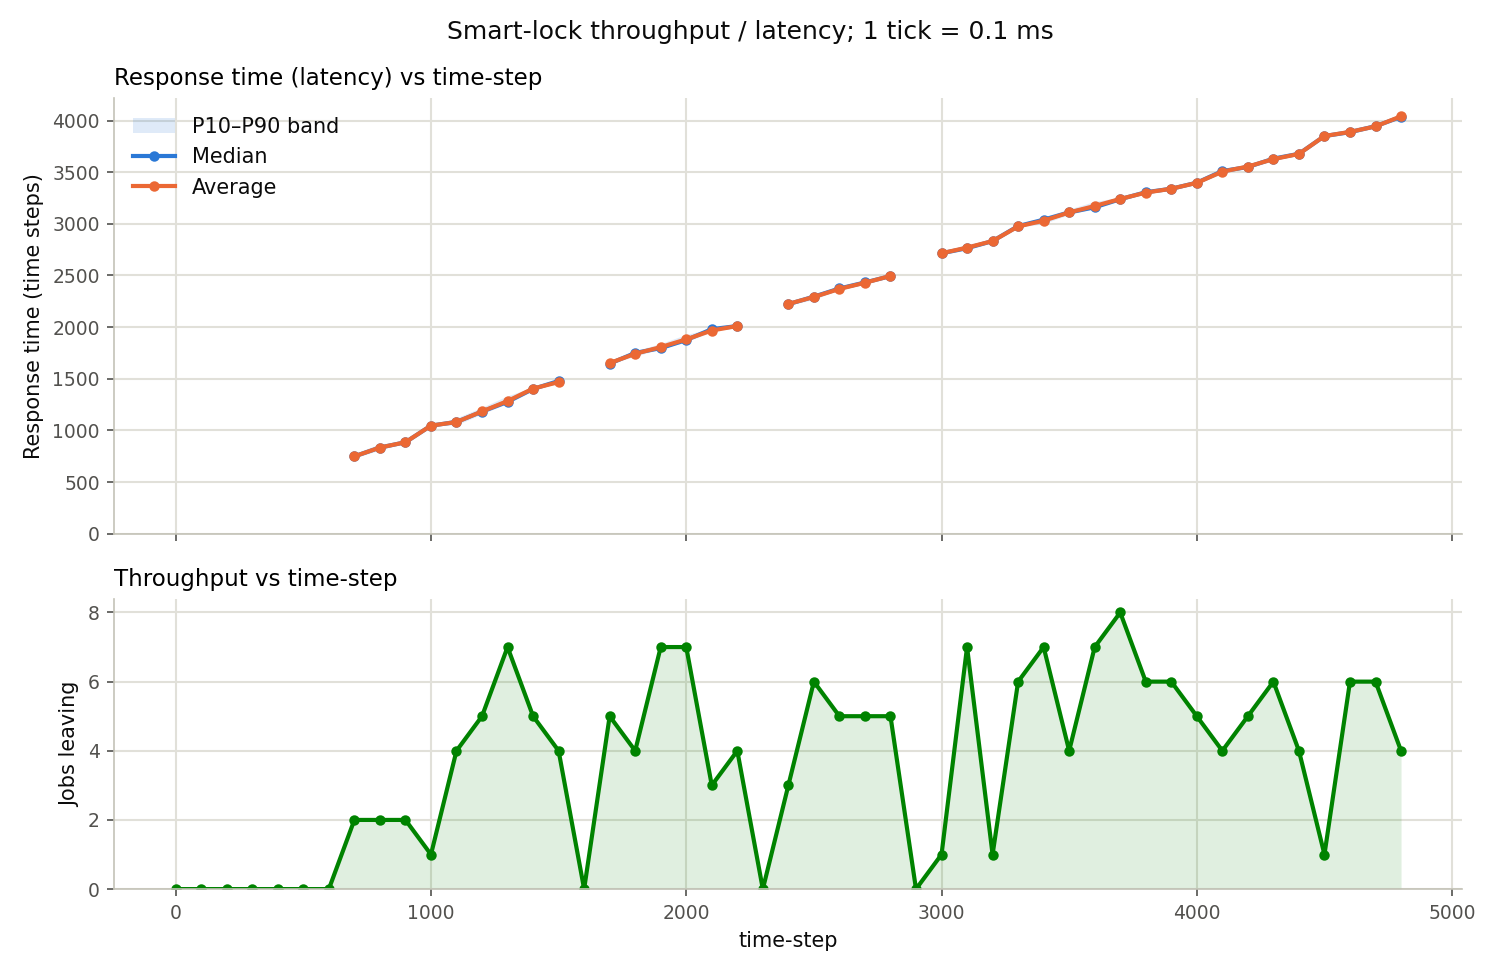 Smart-lock throughput / latency; 1 tick = 0.1 ms
Response time (latency) vs time-step
P10–P90 band
Median
Average
Response time (time steps)
4000
3500
3000
2500
2000
1500
1000
500
0
Throughput vs time-step
Jobs leaving
8
6
4
2
0
0 1000 2000 3000 4000 5000
time-step